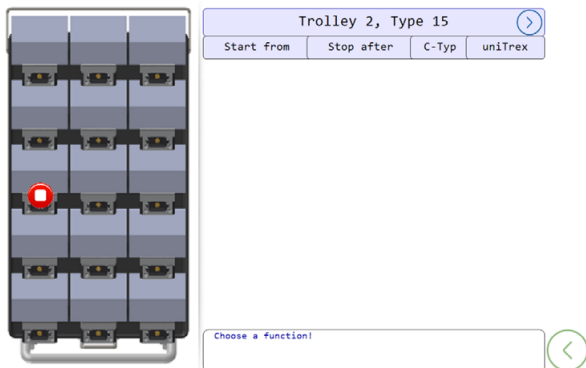 Trolley 2, Type 15
Start from Stop after C-Typ uniTrex
Choose a function!